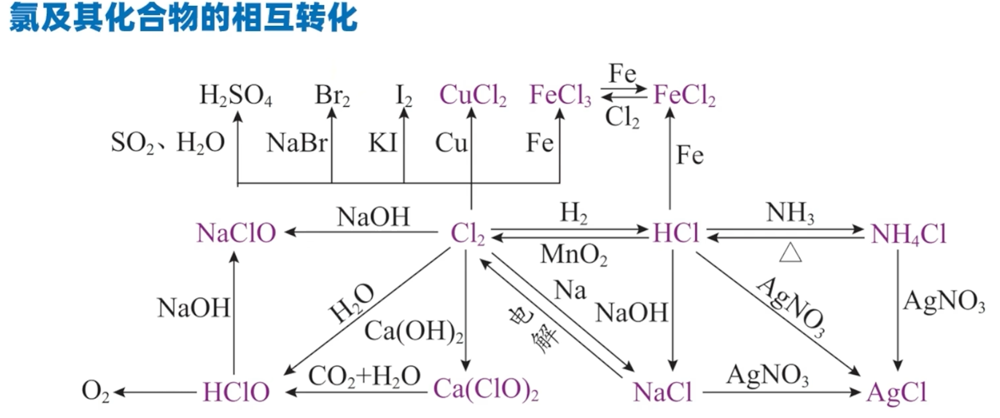 氯及其化合物的相互转化
Fe
H₂SO₄ Br₂ I₂ CuCl₂ FeCl₃ FeCl₂
Cl₂
SO₂、H₂O NaBr KI Cu Fe Fe
NaOH H₂ NH₃
NaClO Cl₂ HCl NH₄Cl
MnO₂ △
NaOH H₂O Ca(OH)₂ 电解 Na NaOH AgNO₃ AgNO₃
CO₂+H₂O AgNO₃
O₂ HClO Ca(ClO)₂ NaCl AgCl